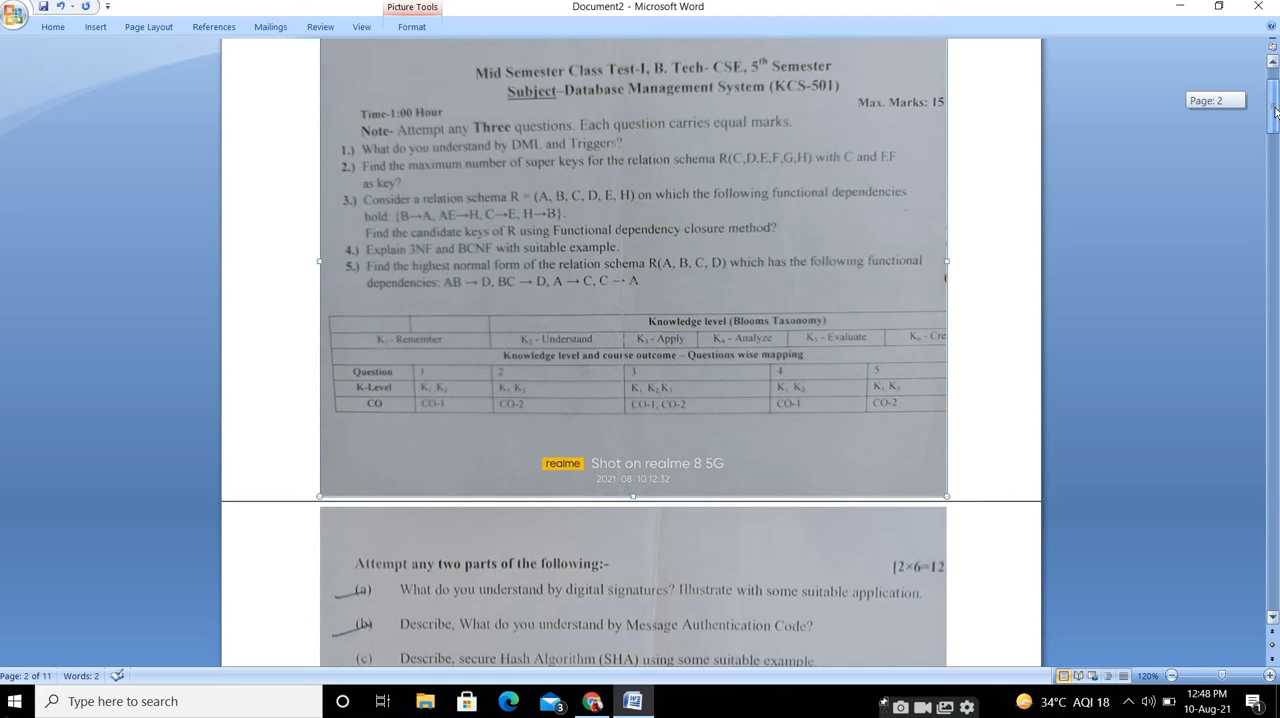 Picture Tools
Document2 - Microsoft Word
Home Insert Page Layout References Mailings Review View Format
Mid Semester Class Test-I, B. Tech- CSE, 5th Semester
Subject–Database Management System (KCS-501)
Max. Marks: 15
Time-1:00 Hour
Note- Attempt any Three questions. Each question carries equal marks.
1.) What do you understand by DML and Triggers?
2.) Find the maximum number of super keys for the relation schema R(C,D,E,F,G,H) with C and EF
as key?
3.) Consider a relation schema R = (A, B, C, D, E, H) on which the following functional dependencies
hold: {B→A, AE→H, C→E, H→B}.
Find the candidate keys of R using Functional dependency closure method?
4.) Explain 3NF and BCNF with suitable example.
5.) Find the highest normal form of the relation schema R(A, B, C, D) which has the following functional
dependencies: AB → D, BC → D, A → C, C → A
Knowledge level (Blooms Taxonomy)
K1 - Remember K2 - Understand K3 - Apply K4 - Analyze K5 - Evaluate K6 - Cre
Knowledge level and course outcome – Questions wise mapping
Question 1 2 3 4 5
K-Level
CO CO-1 CO-2 CO-1, CO-2 CO-1 CO-2
realme Shot on realme 8 5G
2021 08 10 12:32
Attempt any two parts of the following:-
[2×6=12
(a) What do you understand by digital signatures? Illustrate with some suitable application.
(b) Describe, What do you understand by Message Authentication Code?
(c) Describe, secure Hash Algorithm (SHA) using some suitable example.
Page: 2
Page: 2 of 11 Words: 2
120%
Type here to search
3
34°C AQI 18
12:48 PM
10-Aug-21
1